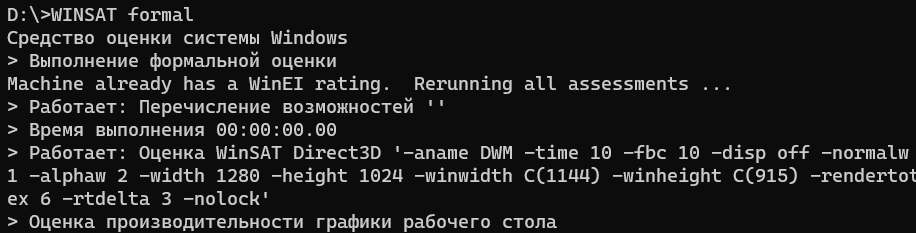 D:\>WINSAT formal
Средство оценки системы Windows
> Выполнение формальной оценки
Machine already has a WinEI rating.  Rerunning all assessments ...
> Работает: Перечисление возможностей ''
> Время выполнения 00:00:00.00
> Работает: Оценка WinSAT Direct3D '-aname DWM -time 10 -fbc 10 -disp off -normalw
1 -alphaw 2 -width 1280 -height 1024 -winwidth C(1144) -winheight C(915) -rendertot
ex 6 -rtdelta 3 -nolock'
> Оценка производительности графики рабочего стола